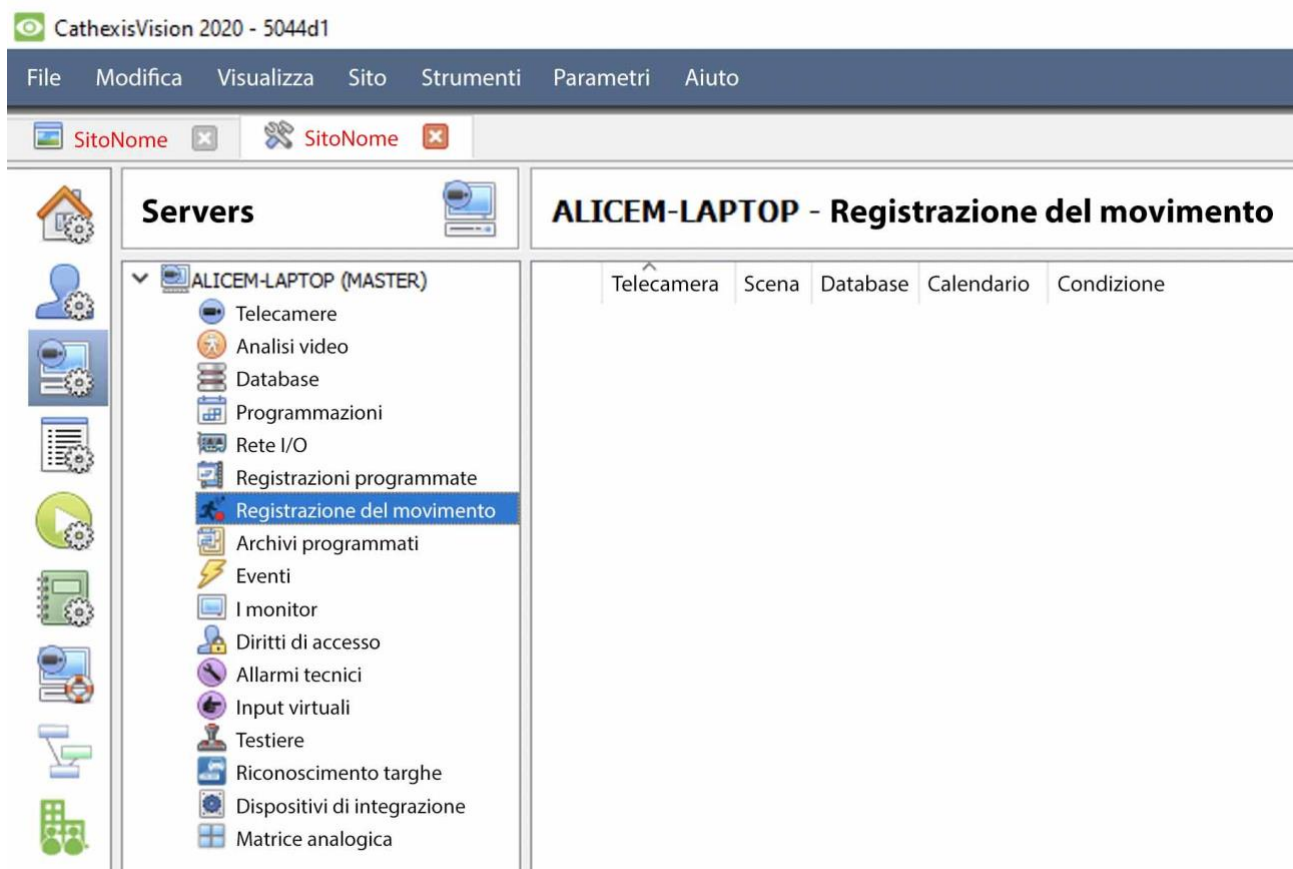 CathexisVision 2020 - 5044d1
File Modifica Visualizza Sito Strumenti Parametri Aiuto
SitoNome SitoNome
Servers
ALICEM-LAPTOP - Registrazione del movimento
ALICEM-LAPTOP (MASTER)
Telecamere
Analisi video
Database
Programmazioni
Rete I/O
Registrazioni programmate
Registrazione del movimento
Archivi programmati
Eventi
I monitor
Diritti di accesso
Allarmi tecnici
Input virtuali
Testiere
Riconoscimento targhe
Dispositivi di integrazione
Matrice analogica
Telecamera Scena Database Calendario Condizione